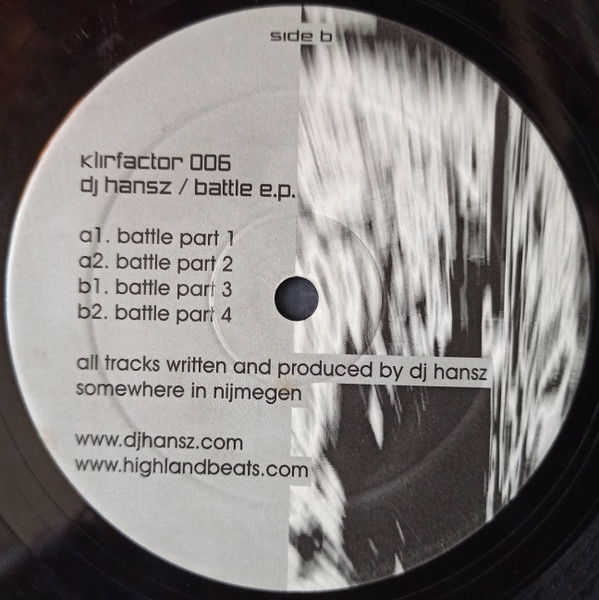 side b
klirfactor 006
dj hansz / battle e.p.
a1. battle part 1
a2. battle part 2
b1. battle part 3
b2. battle part 4
all tracks written and produced by dj hansz
somewhere in nijmegen
www.djhansz.com
www.highlandbeats.com